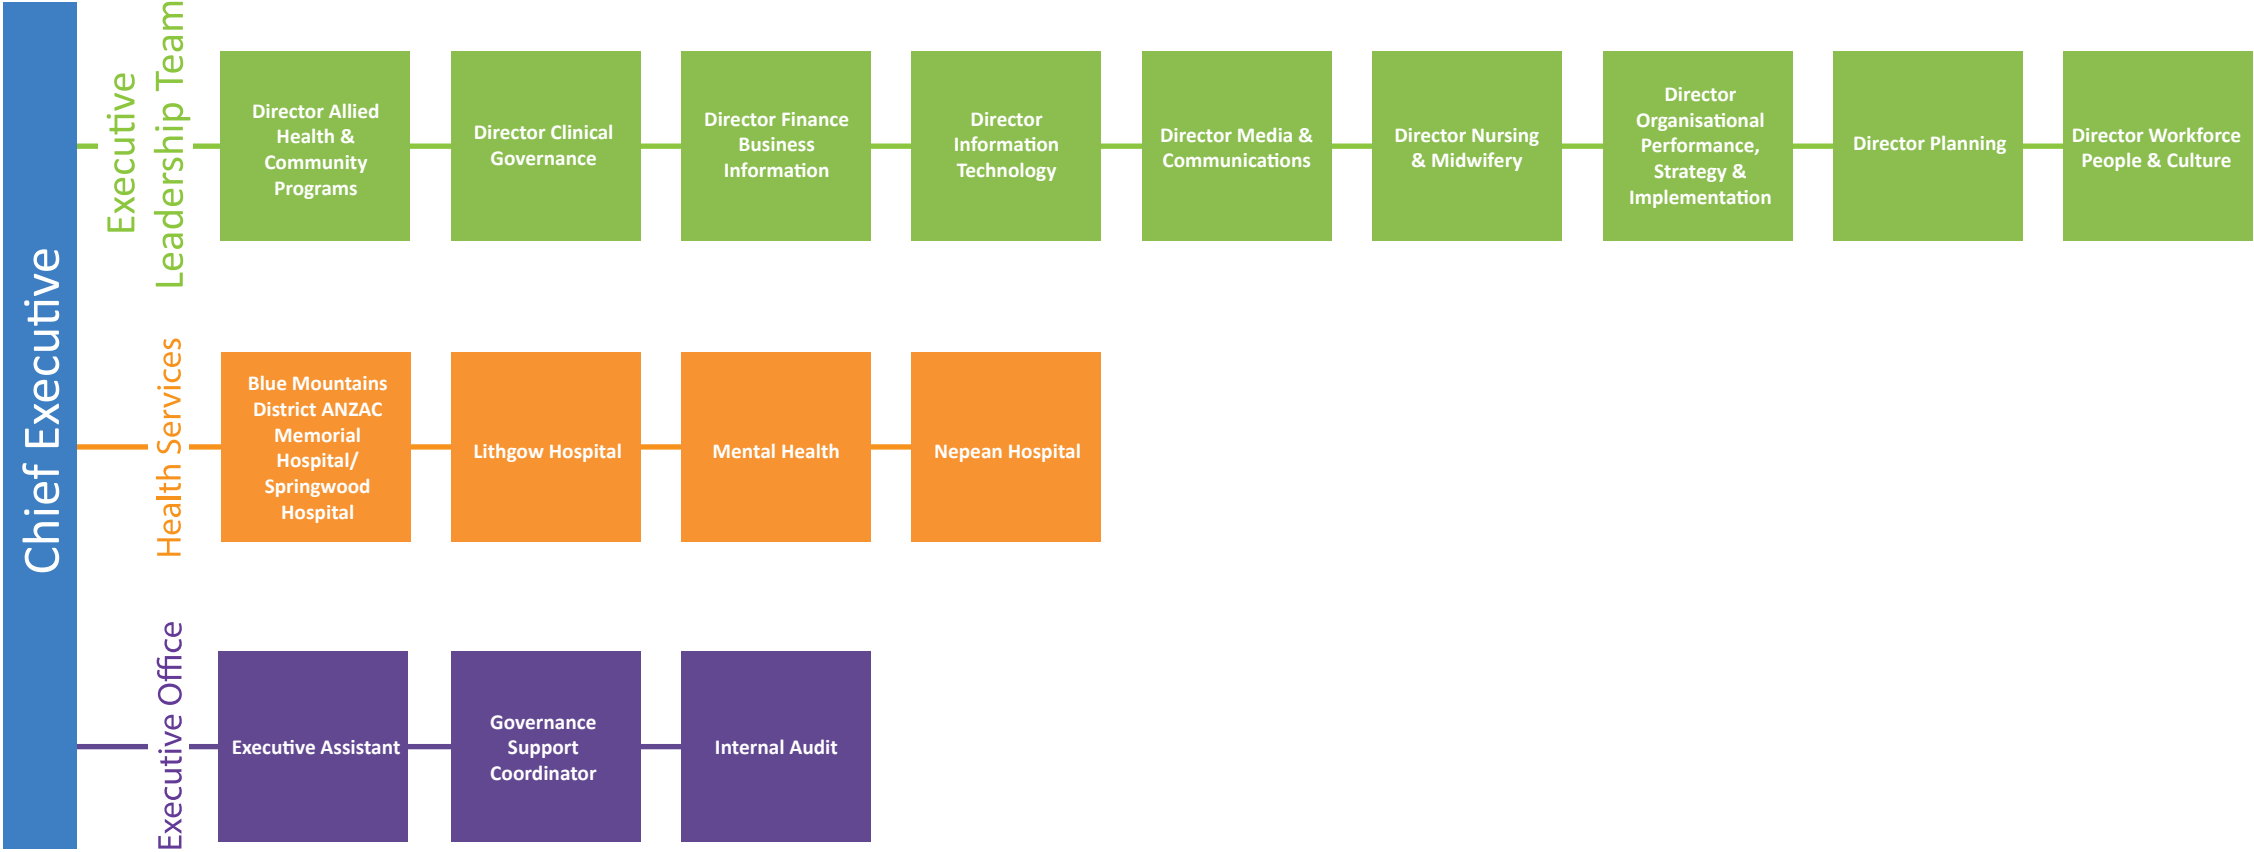 Chief Executive
Executive
Leadership Team
Director Allied
Health &
Community
Programs
Director Clinical
Governance
Director Finance
Business
Information
Director
Information
Technology
Director Media &
Communications
Director Nursing
& Midwifery
Director
Organisational
Performance,
Strategy &
Implementation
Director Planning
Director Workforce
People & Culture
Health Services
Blue Mountains
District ANZAC
Memorial
Hospital/
Springwood
Hospital
Lithgow Hospital
Mental Health
Nepean Hospital
Executive Office
Executive Assistant
Governance
Support
Coordinator
Internal Audit